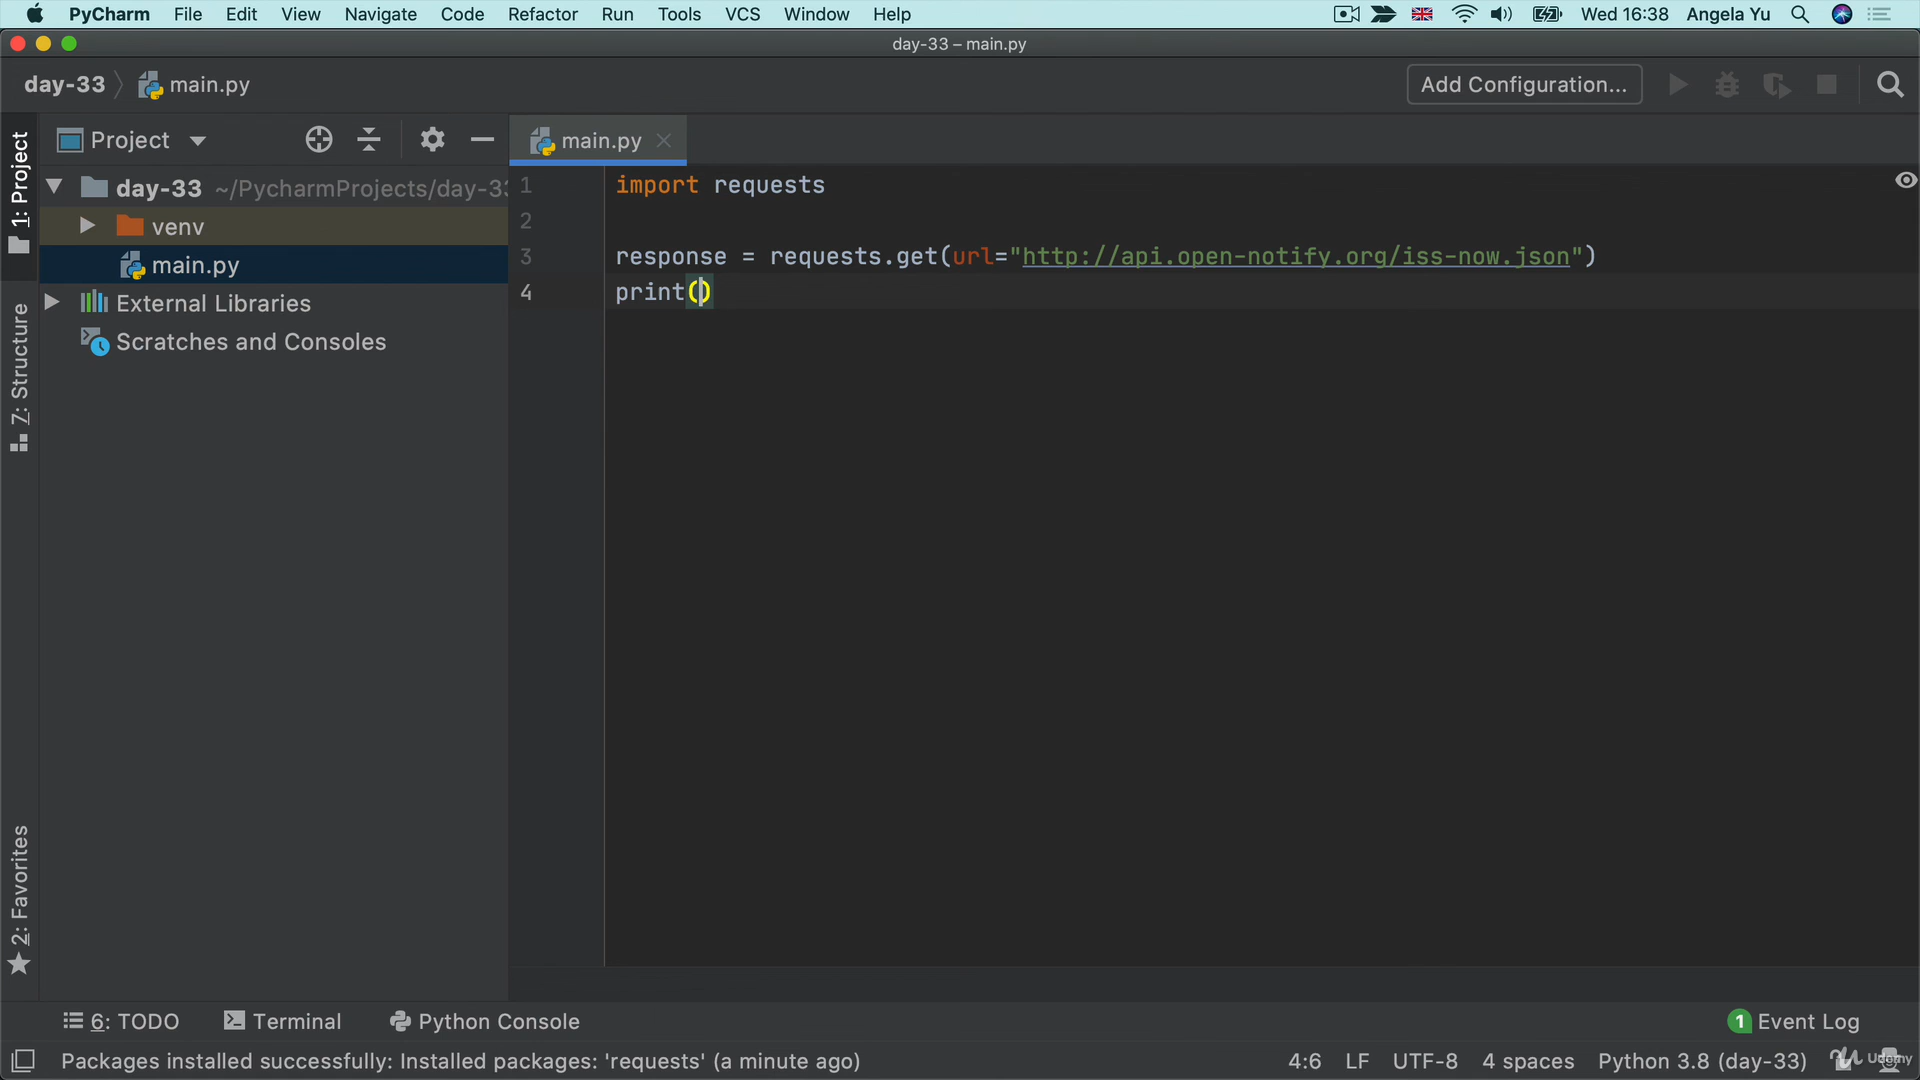 PyCharm File Edit View Navigate Code Refactor Run Tools VCS Window Help Wed 16:38 Angela Yu
day-33 – main.py
day-33 main.py Add Configuration...
Project main.py
1: Project
7: Structure
2: Favorites
day-33 ~/PycharmProjects/day-33
venv
main.py
External Libraries
Scratches and Consoles
1 import requests
2
3 response = requests.get(url="http://api.open-notify.org/iss-now.json")
4 print()
6: TODO Terminal Python Console 1 Event Log
Packages installed successfully: Installed packages: 'requests' (a minute ago) 4:6 LF UTF-8 4 spaces Python 3.8 (day-33) Udemy